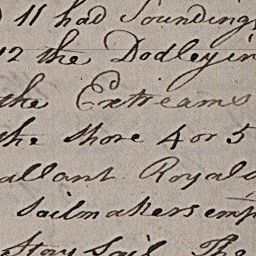 11 had Soundings
12 the Dodleyin
the Extreams
the Shore 4 or 5
allant Royals
Sailmakers emp
Stay Sail The